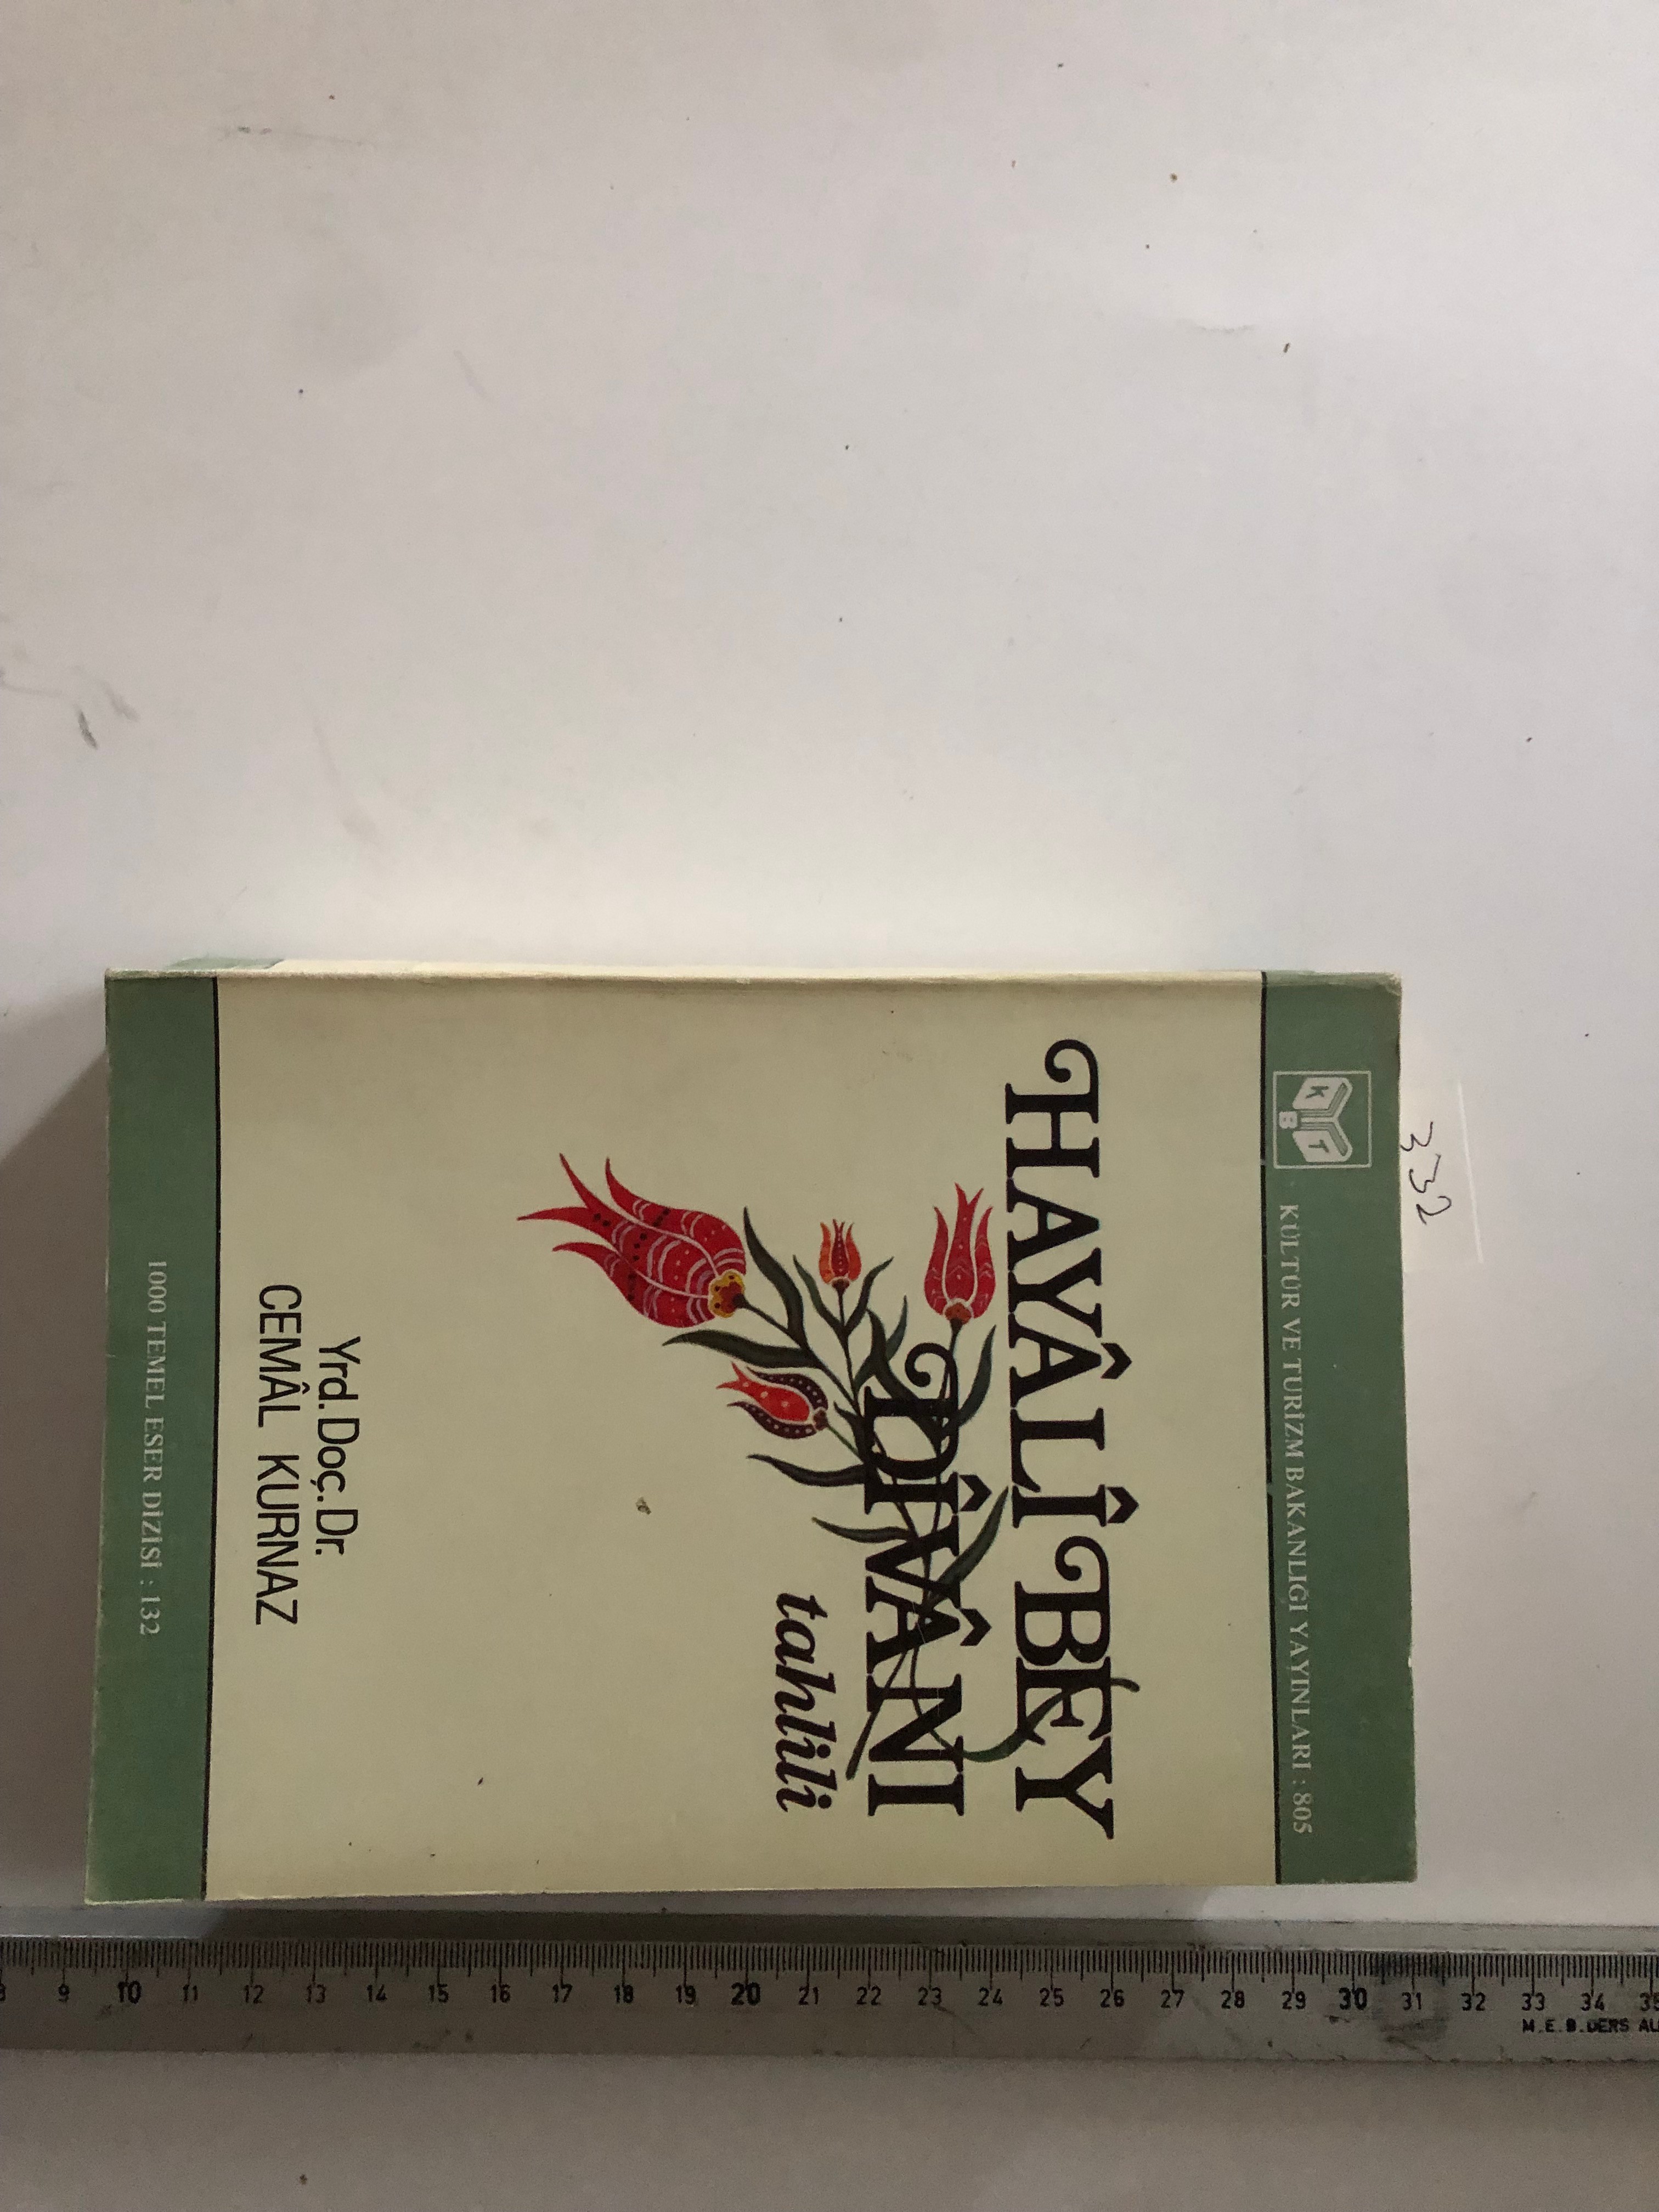 332
K B T
KÜLTÜR VE TURİZM BAKANLIĞI YAYINLARI : 805
HAYÂLÎ BEY
DÎVÂNI
tahlili
Yrd.Doç.Dr.
CEMÂL KURNAZ
1000 TEMEL ESER DİZİSİ : 132
8 9 10 11 12 13 14 15 16 17 18 19 20 21 22 23 24 25 26 27 28 29 30 31 32 33 34 35
M.E.B.DERS AL